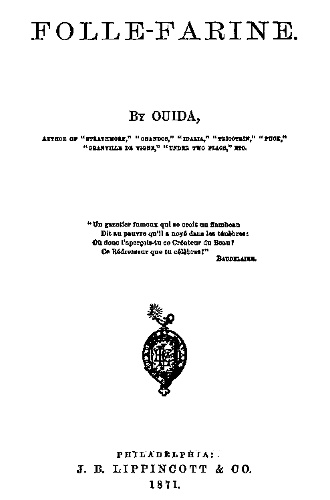 FOLLE-FARINE.
BY OUIDA,
AUTHOR OF "STRATHMORE," "CHANDOS," "IDALIA," "TRICOTRIN," "PUCK,"
"GRANVILLE DE VIGNE," "UNDER TWO FLAGS," ETC.
"Un gazetier fumeux qui se croit un flambeau
Dit au pauvre qu'il a noyé dans les ténèbres:
Où donc l'aperçois-tu ce Créateur du Beau?
Ce Rédresseur que tu célèbres!"
BAUDELAIRE.
PHILADELPHIA:
J. B. LIPPINCOTT & CO.
1871.